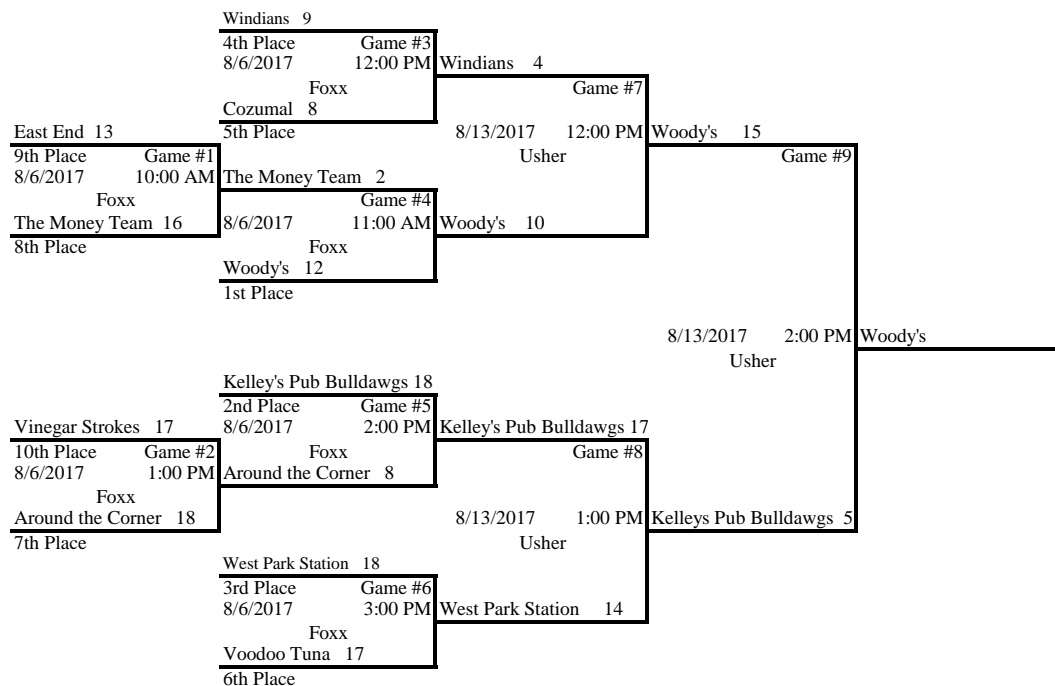 Windians 9
4th Place Game #3
8/6/2017 12:00 PM Windians 4
Foxx Game #7
Cozumal 8
East End 13 5th Place 8/13/2017 12:00 PM Woody's 15
9th Place Game #1 Usher Game #9
8/6/2017 10:00 AM The Money Team 2
Foxx Game #4
The Money Team 16 8/6/2017 11:00 AM Woody's 10
8th Place Foxx
Woody's 12
1st Place
8/13/2017 2:00 PM Woody's
Usher
Kelley's Pub Bulldawgs 18
2nd Place Game #5
Vinegar Strokes 17 8/6/2017 2:00 PM Kelley's Pub Bulldawgs 17
10th Place Game #2 Foxx Game #8
8/6/2017 1:00 PM Around the Corner 8
Foxx
Around the Corner 18 8/13/2017 1:00 PM Kelleys Pub Bulldawgs 5
7th Place Usher
West Park Station 18
3rd Place Game #6
8/6/2017 3:00 PM West Park Station 14
Foxx
Voodoo Tuna 17
6th Place